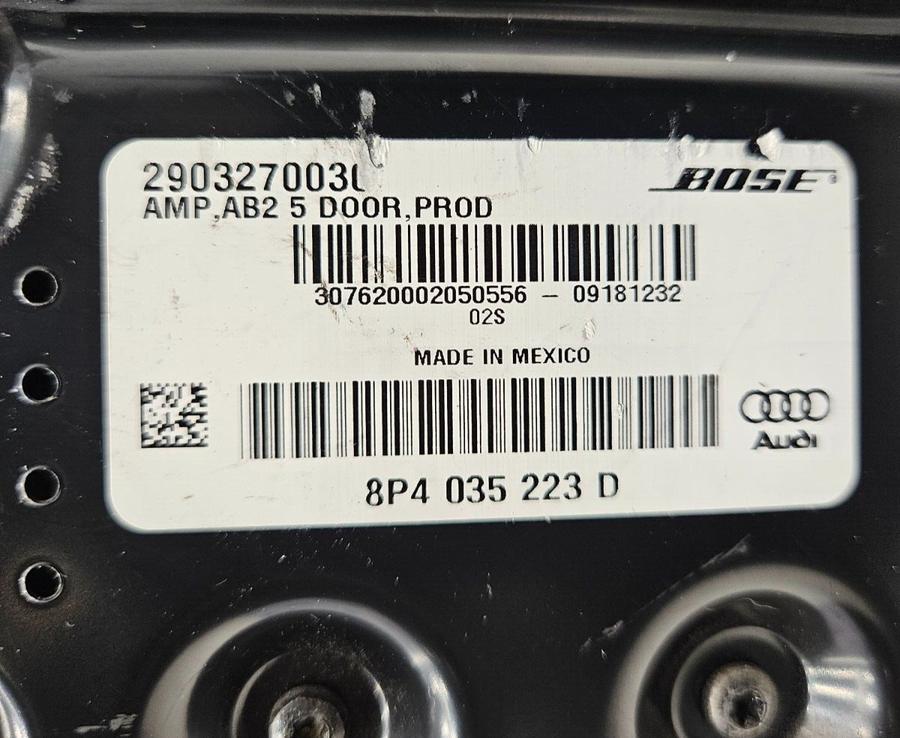 290327003
BOSE®
AMP,AB2 5 DOOR,PROD
307620002050556 – 09181232
02S
MADE IN MEXICO
Audi
8P4 035 223 D